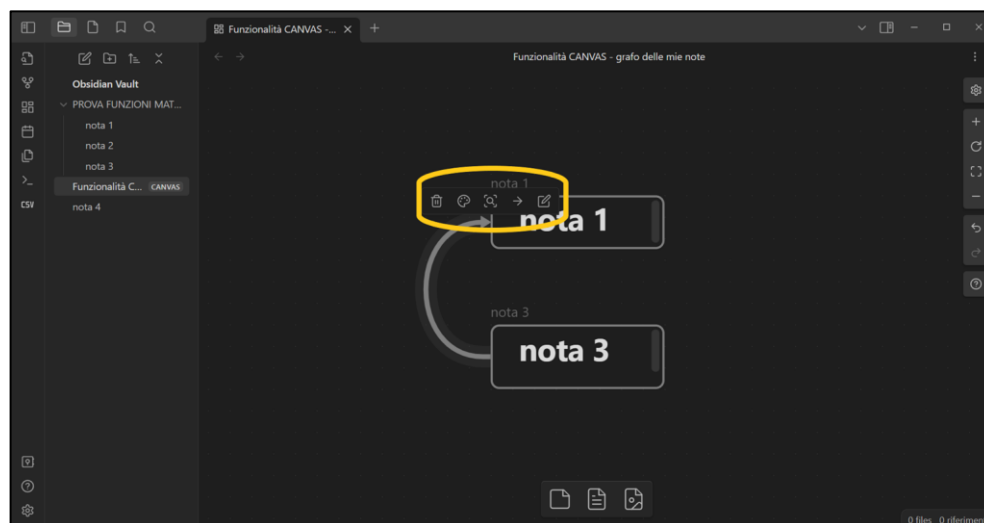 Funzionalità CANVAS -...
Funzionalità CANVAS - grafo delle mie note
Obsidian Vault
PROVA FUNZIONI MAT...
nota 1
nota 2
nota 3
Funzionalità C... CANVAS
nota 4
CSV
nota 1
nota 1
nota 3
nota 3
0 files 0 riferimen